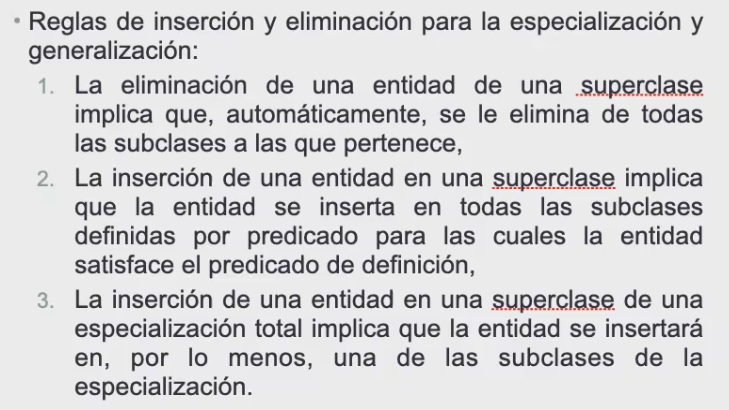 • Reglas de inserción y eliminación para la especialización y
generalización:
1. La eliminación de una entidad de una superclase
implica que, automáticamente, se le elimina de todas
las subclases a las que pertenece,
2. La inserción de una entidad en una superclase implica
que la entidad se inserta en todas las subclases
definidas por predicado para las cuales la entidad
satisface el predicado de definición,
3. La inserción de una entidad en una superclase de una
especialización total implica que la entidad se insertará
en, por lo menos, una de las subclases de la
especialización.